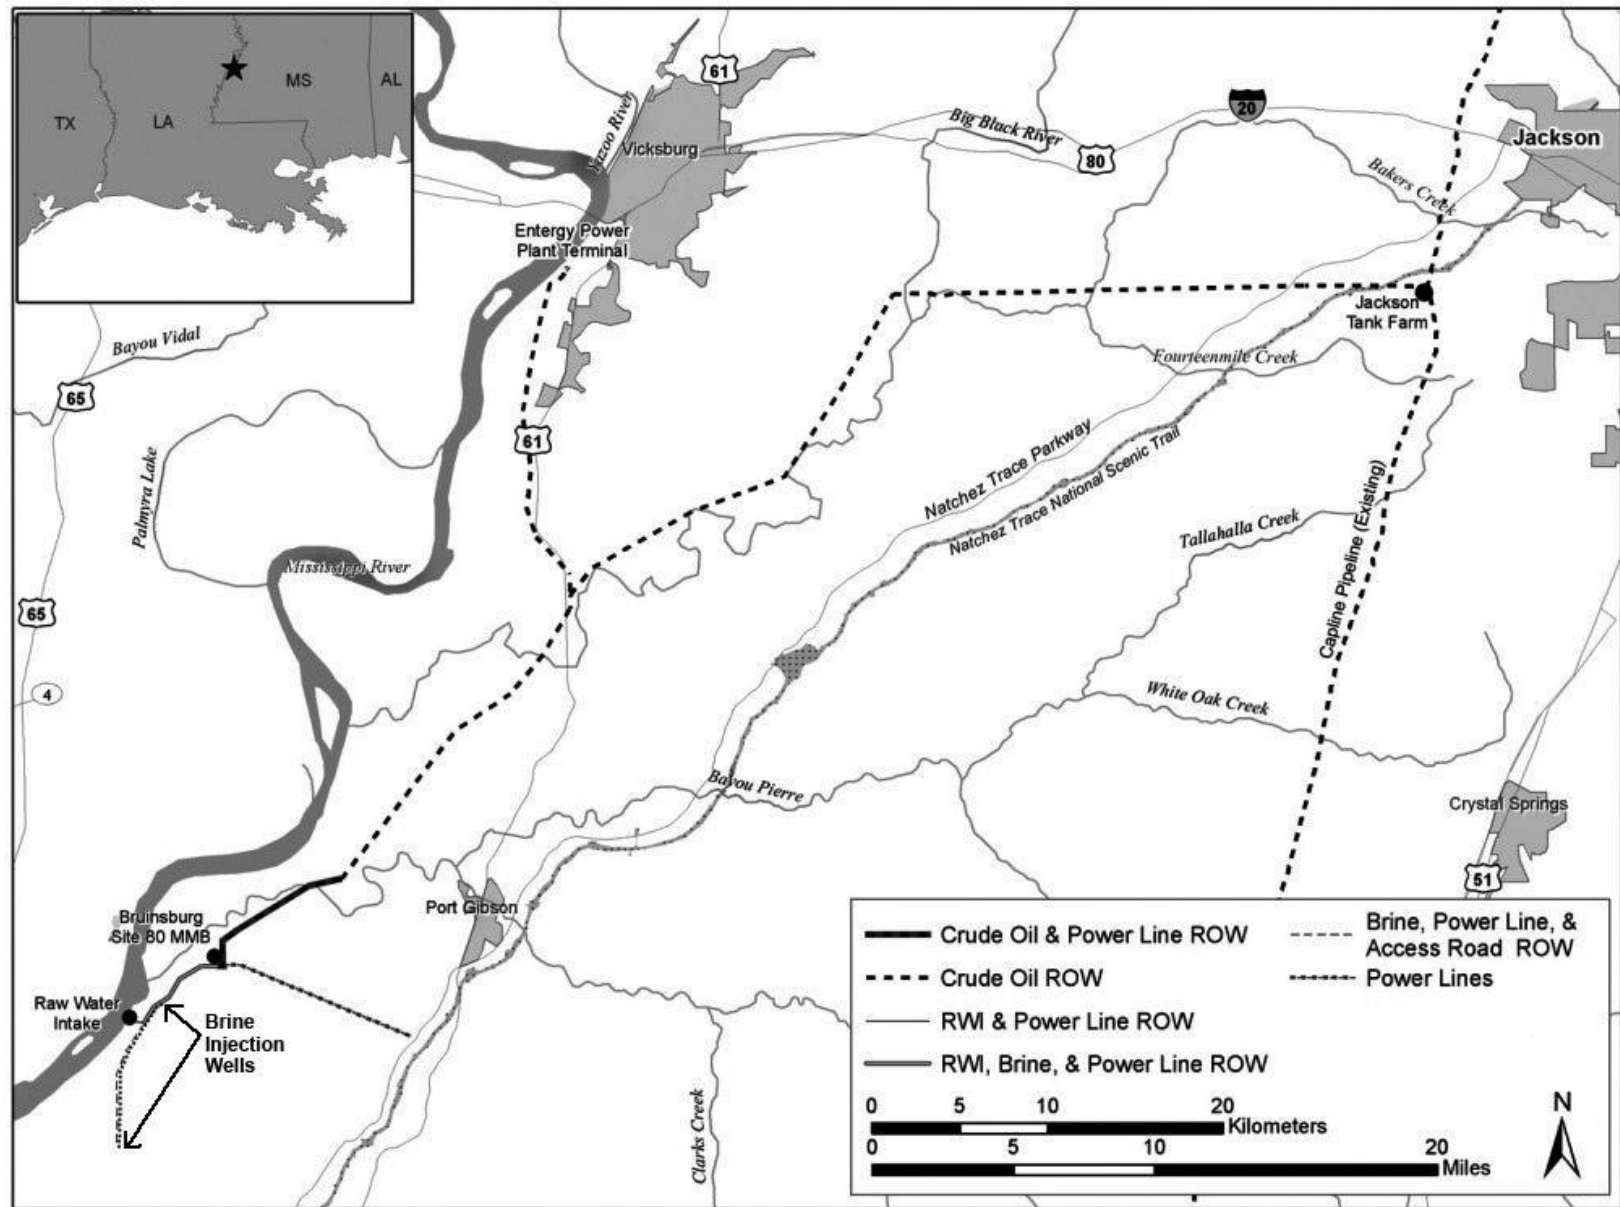 TX
LA
MS
AL
61
Yazoo River
Vicksburg
Big Black River
80
20
Jackson
Bakers Creek
Entergy Power
Plant Terminal
Jackson
Tank Farm
Bayou Vidal
65
Fourteenmile Creek
61
Palmyra Lake
Natchez Trace Parkway
Natchez Trace National Scenic Trail
Capline Pipeline (Existing)
Tallahalla Creek
Mississippi River
65
4
White Oak Creek
Bayou Pierre
Crystal Springs
51
Port Gibson
Bruinsburg
Site 80 MMB
Raw Water
Intake
Brine
Injection
Wells
Clarks Creek
Crude Oil & Power Line ROW
Crude Oil ROW
RWI & Power Line ROW
RWI, Brine, & Power Line ROW
Brine, Power Line, &
Access Road ROW
Power Lines
0 5 10 20
Kilometers
0 5 10 20
Miles
N